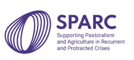 SPARC
Supporting Pastoralism
and Agriculture in Recurrent
and Protracted Crises